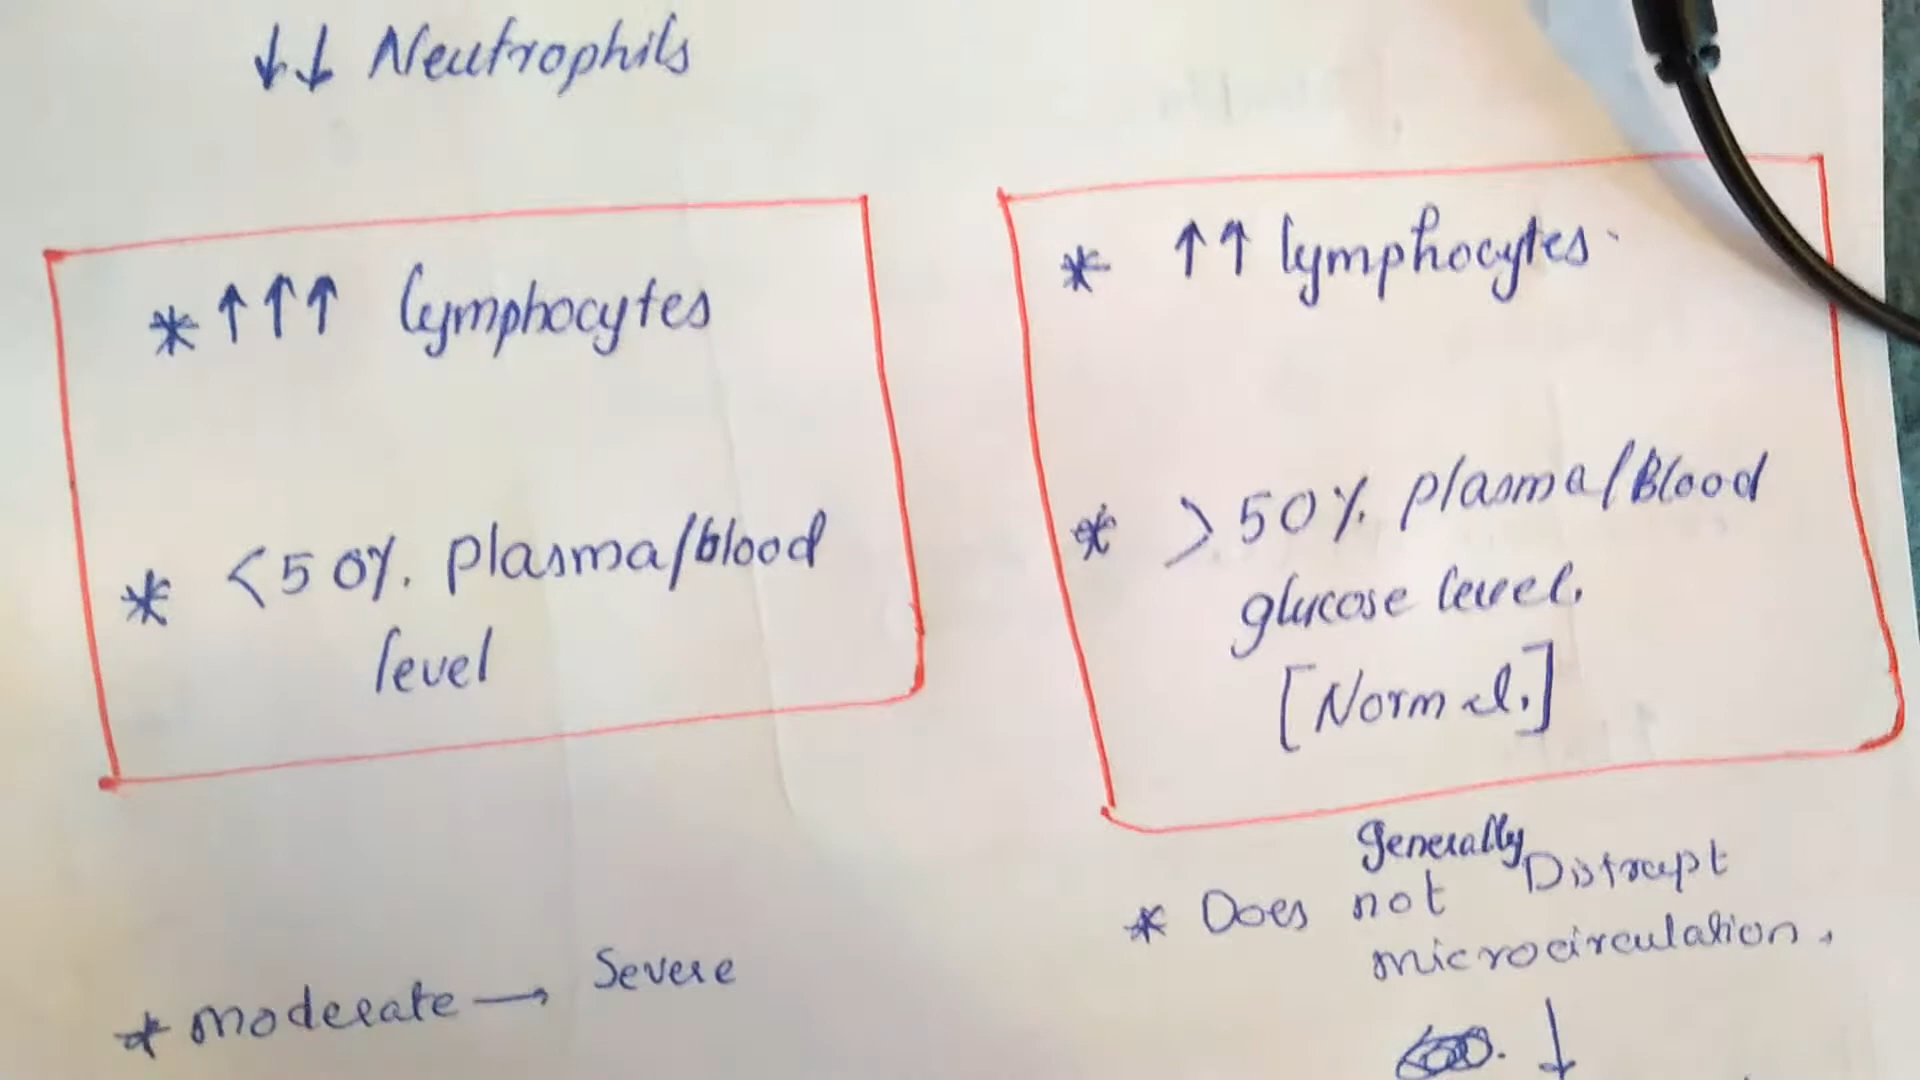 ↓↓ Neutrophils
* ↑↑↑ lymphocytes
* <50%. plasma/blood
level
* moderate → Severe
* ↑↑ lymphocytes.
* >50%. plasma/Blood
glucose level.
[Normal.]
generally
* Does not Distrupt
microcirculation.
↓